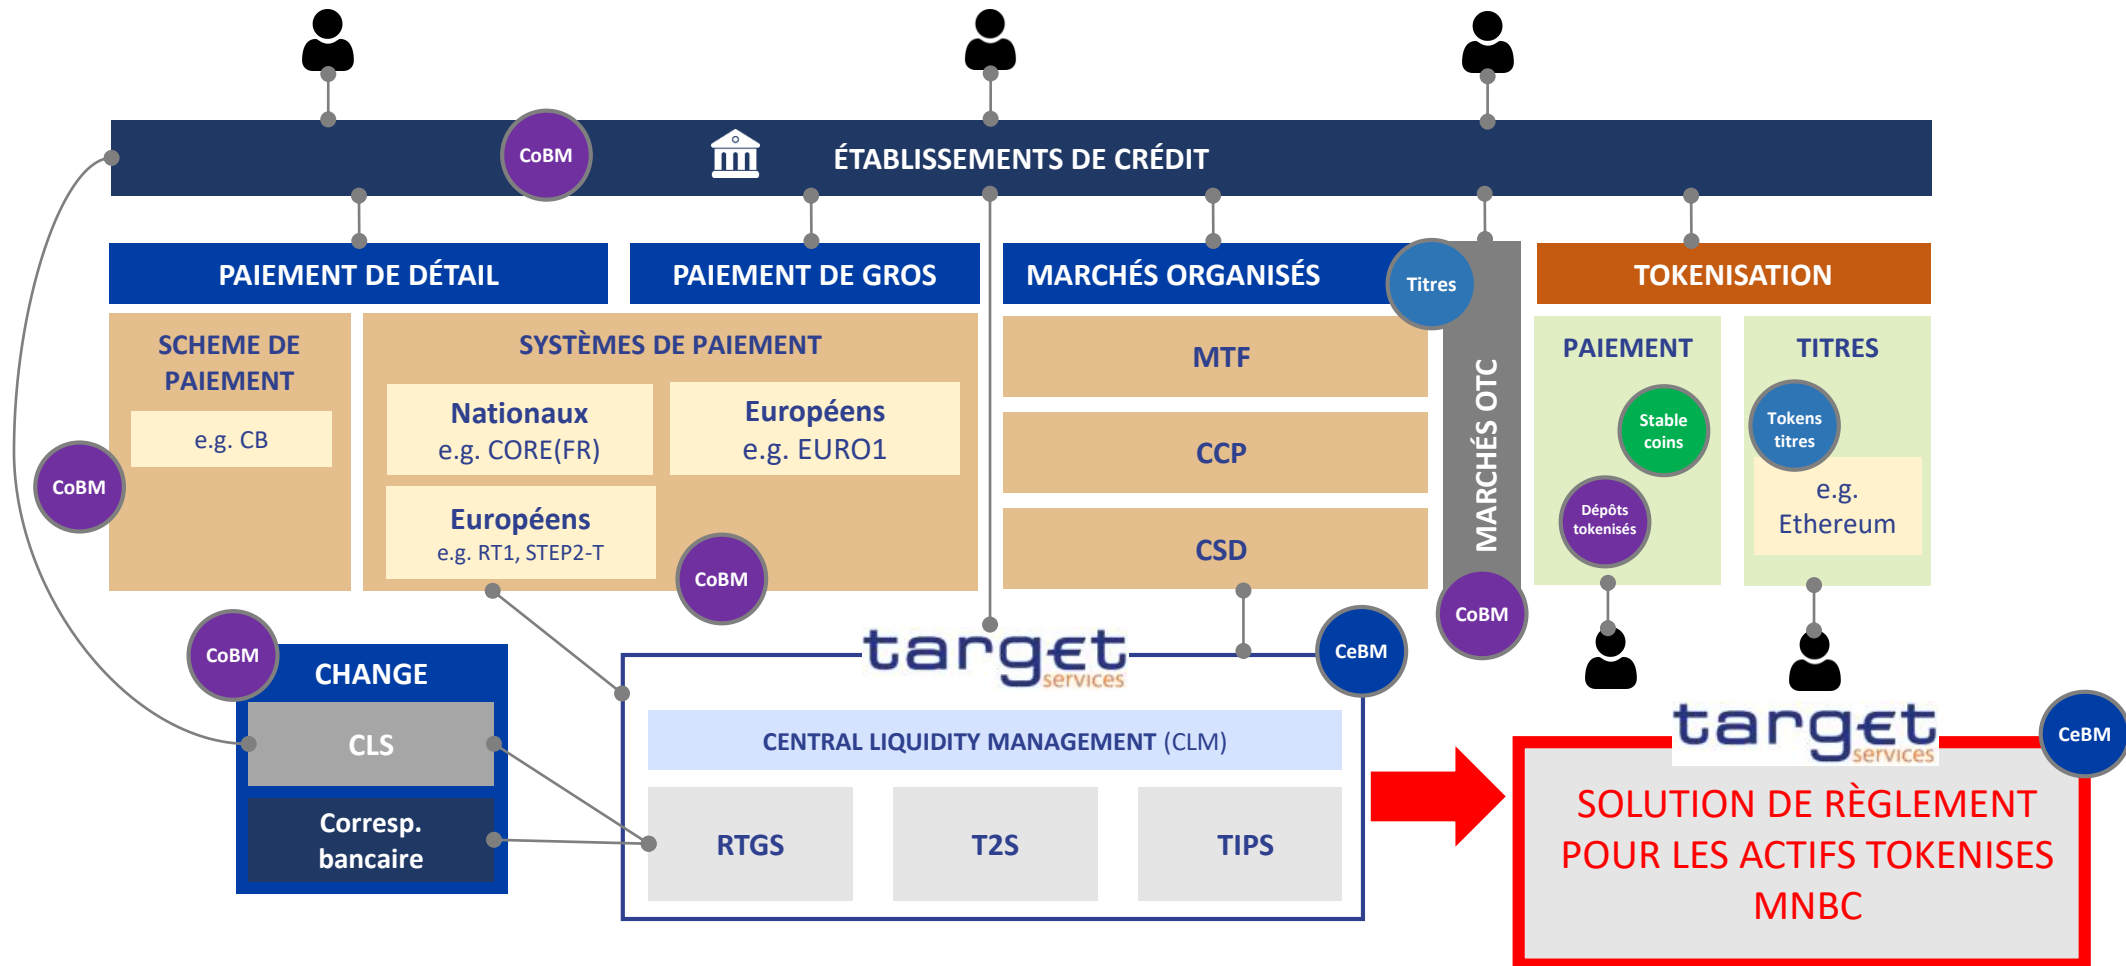 CoBM
ÉTABLISSEMENTS DE CRÉDIT
PAIEMENT DE DÉTAIL
PAIEMENT DE GROS
MARCHÉS ORGANISÉS
Titres
TOKENISATION
SCHEME DE
PAIEMENT
e.g. CB
CoBM
SYSTÈMES DE PAIEMENT
Nationaux
e.g. CORE(FR)
Européens
e.g. EURO1
Européens
e.g. RT1, STEP2-T
CoBM
MTF
CCP
CSD
MARCHÉS OTC
CoBM
PAIEMENT
Stable
coins
Dépôts
tokenisés
TITRES
Tokens
titres
e.g.
Ethereum
CoBM
CHANGE
CLS
Corresp.
bancaire
target
services
CeBM
CENTRAL LIQUIDITY MANAGEMENT (CLM)
RTGS
T2S
TIPS
target
services
CeBM
SOLUTION DE RÈGLEMENT
POUR LES ACTIFS TOKENISES
MNBC